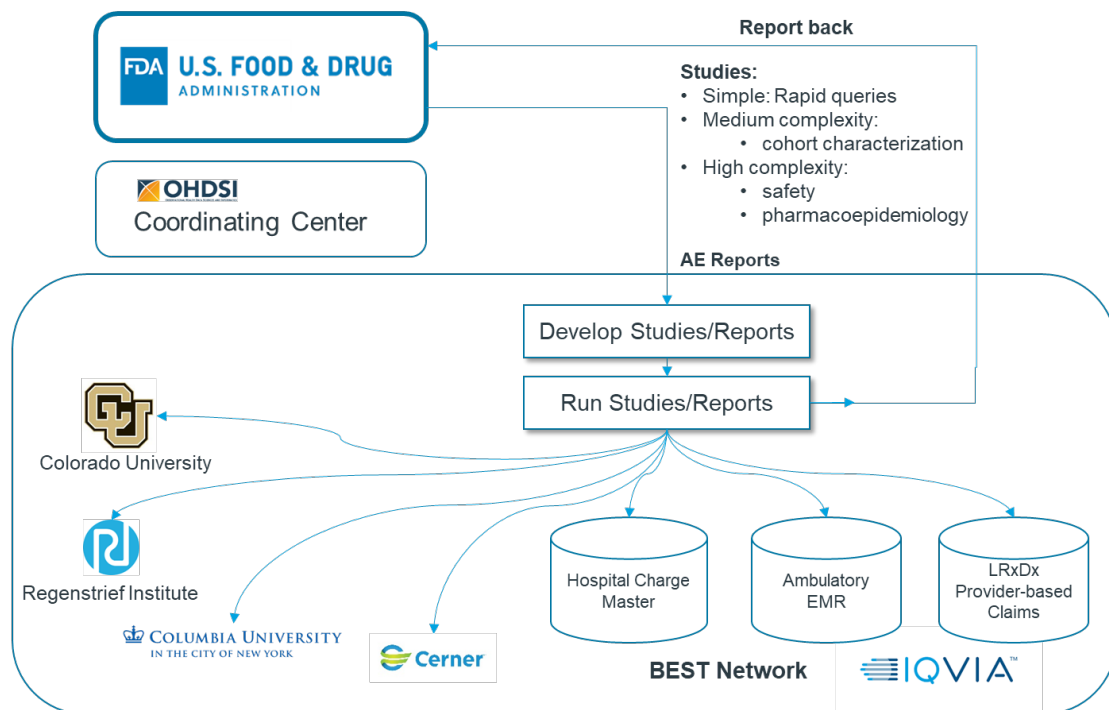 Report back
FDA
U.S. FOOD & DRUG
ADMINISTRATION
Studies:
• Simple: Rapid queries
• Medium complexity:
• cohort characterization
• High complexity:
• safety
• pharmacoepidemiology
OHDSI
Coordinating Center
AE Reports
Develop Studies/Reports
Run Studies/Reports
CU
Colorado University
Regenstrief Institute
COLUMBIA UNIVERSITY
IN THE CITY OF NEW YORK
Cerner
Hospital Charge
Master
Ambulatory
EMR
LRxDx
Provider-based
Claims
BEST Network
IQVIA™